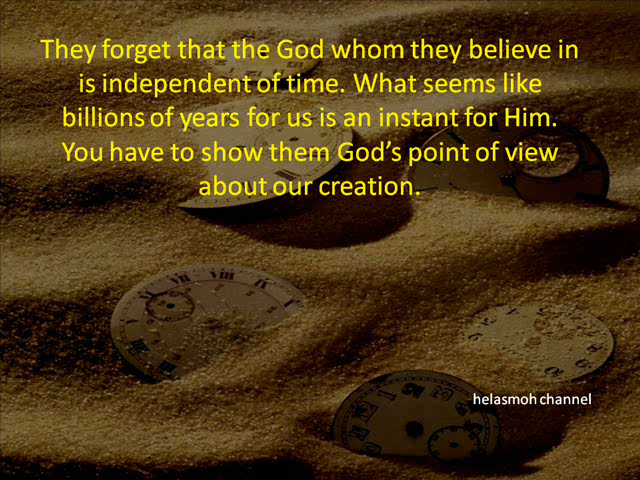 They forget that the God whom they believe in
is independent of time. What seems like
billions of years for us is an instant for Him.
You have to show them God’s point of view
about our creation.
helasmoh channel